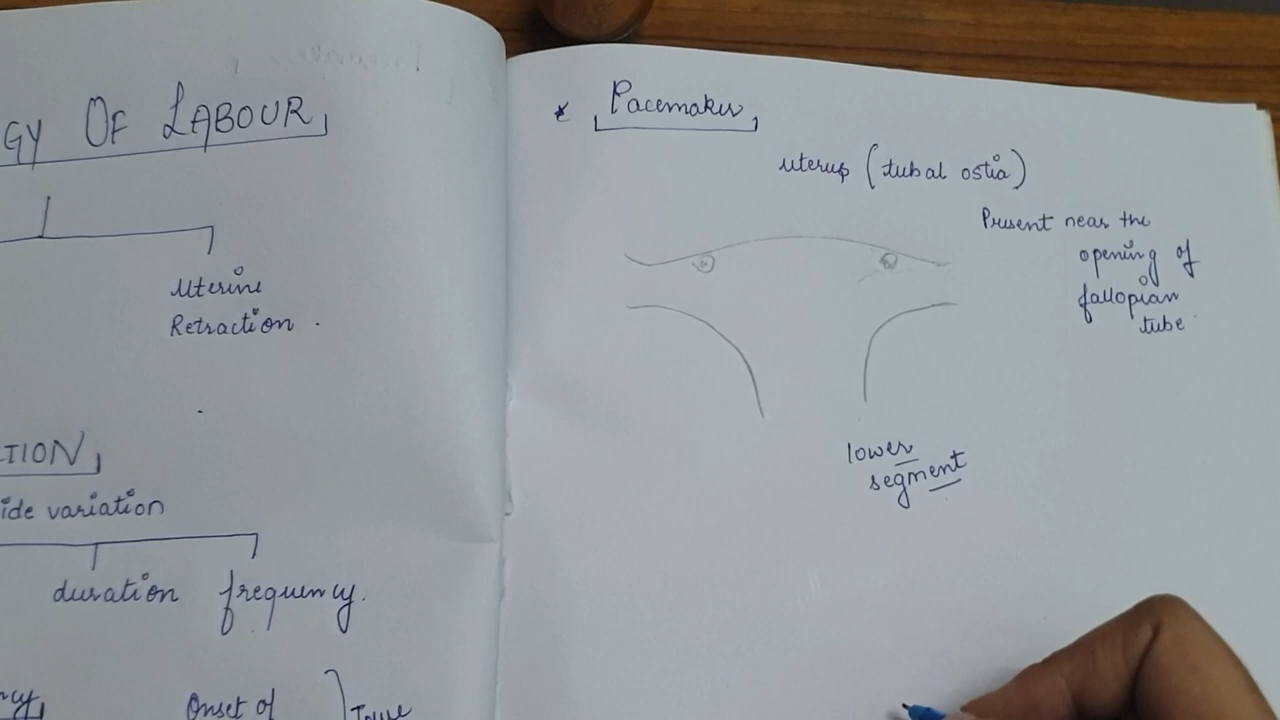 GY OF LABOUR
Uterine
Retraction.
TION
ide variation
duration frequency.
Onset of
* Pacemaker
uterus (tubal ostia)
Present near the
opening of
fallopian
tube
lower
segment